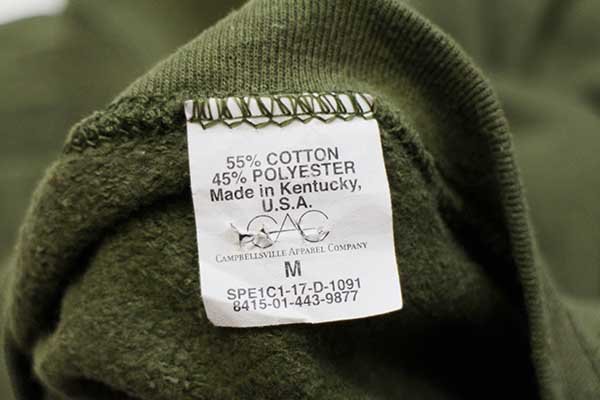 55% COTTON
45% POLYESTER
Made in Kentucky,
U.S.A.
CAC
CAMPBELLSVILLE APPAREL COMPANY
M
SPE1C1-17-D-1091
8415-01-443-9877